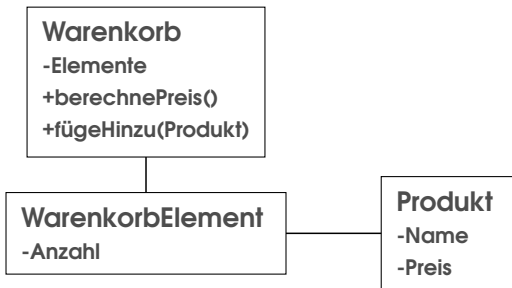 Warenkorb
-Elemente
+berechnePreis()
+fügeHinzu(Produkt)
WarenkorbElement
-Anzahl
Produkt
-Name
-Preis